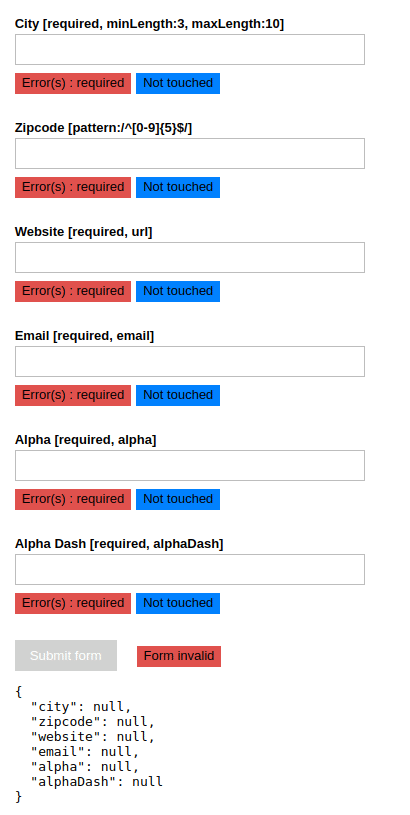 City [required, minLength:3, maxLength:10]
Error(s) : required Not touched
Zipcode [pattern:/^[0-9]{5}$/]
Error(s) : required Not touched
Website [required, url]
Error(s) : required Not touched
Email [required, email]
Error(s) : required Not touched
Alpha [required, alpha]
Error(s) : required Not touched
Alpha Dash [required, alphaDash]
Error(s) : required Not touched
Submit form Form invalid
{
  "city": null,
  "zipcode": null,
  "website": null,
  "email": null,
  "alpha": null,
  "alphaDash": null
}